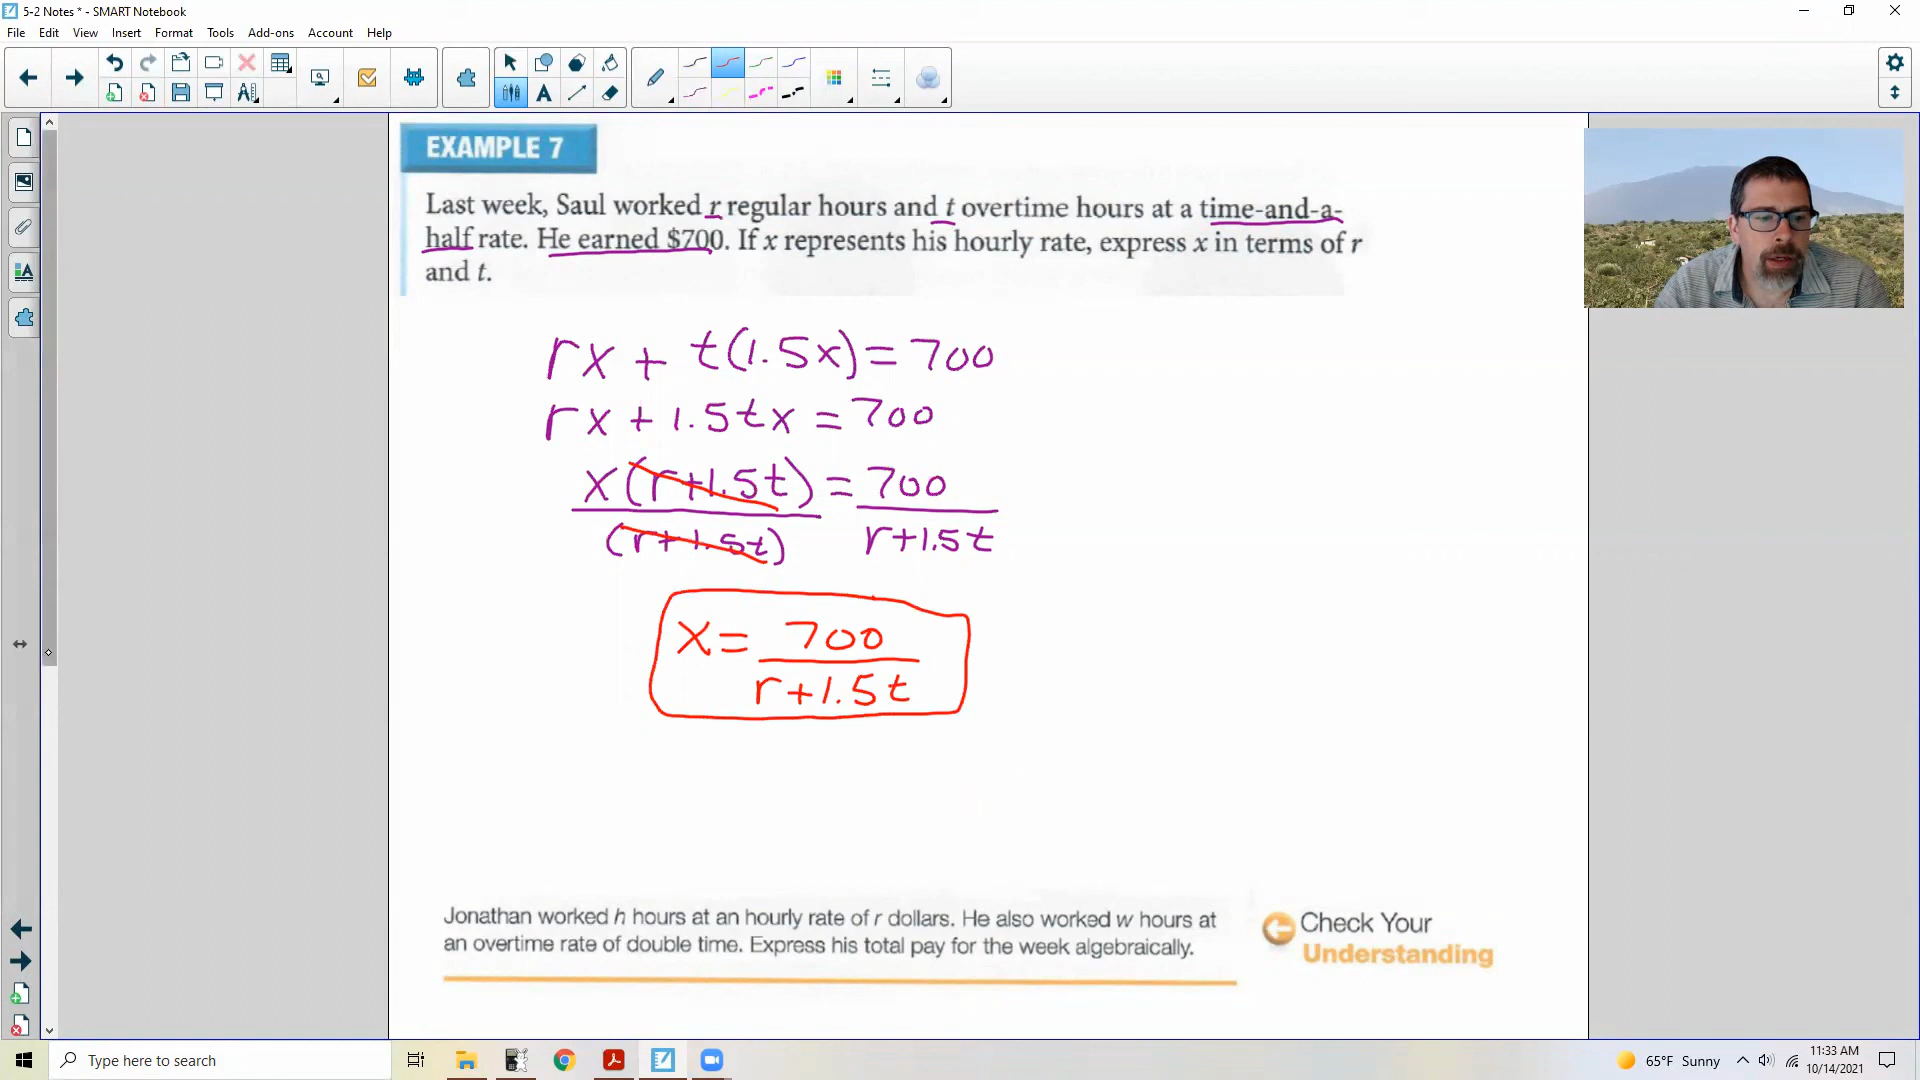 5-2 Notes * - SMART Notebook
File Edit View Insert Format Tools Add-ons Account Help
EXAMPLE 7
Last week, Saul worked r regular hours and t overtime hours at a time-and-a-
half rate. He earned $700. If x represents his hourly rate, express x in terms of r
and t.
rx + t(1.5x) = 700
rx + 1.5tx = 700
x(r+1.5t) = 700
(r+1.5t) r+1.5t
x = 700
r+1.5t
Jonathan worked h hours at an hourly rate of r dollars. He also worked w hours at
an overtime rate of double time. Express his total pay for the week algebraically.
Check Your
Understanding
Type here to search
65°F Sunny
11:33 AM
10/14/2021